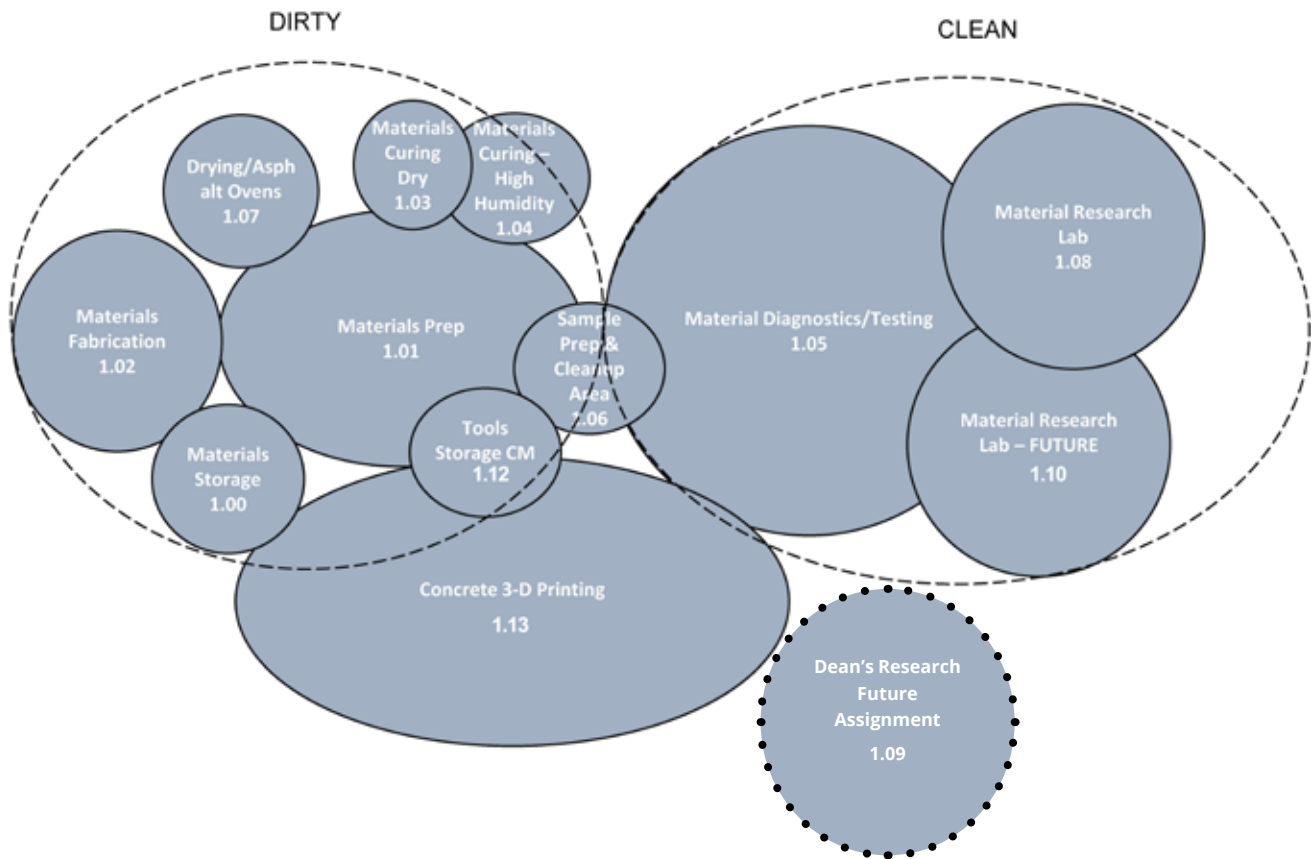 DIRTY
CLEAN
Materials
Curing
Dry
1.03
Materials
Curing –
High
Humidity
1.04
Drying/Asph
alt Ovens
1.07
Material Research
Lab
1.08
Materials
Fabrication
1.02
Materials Prep
1.01
Sample
Prep &
Cleanup
Area
1.06
Material Diagnostics/Testing
1.05
Materials
Storage
1.00
Tools
Storage CM
1.12
Material Research
Lab – FUTURE
1.10
Concrete 3-D Printing
1.13
Dean's Research
Future
Assignment
1.09